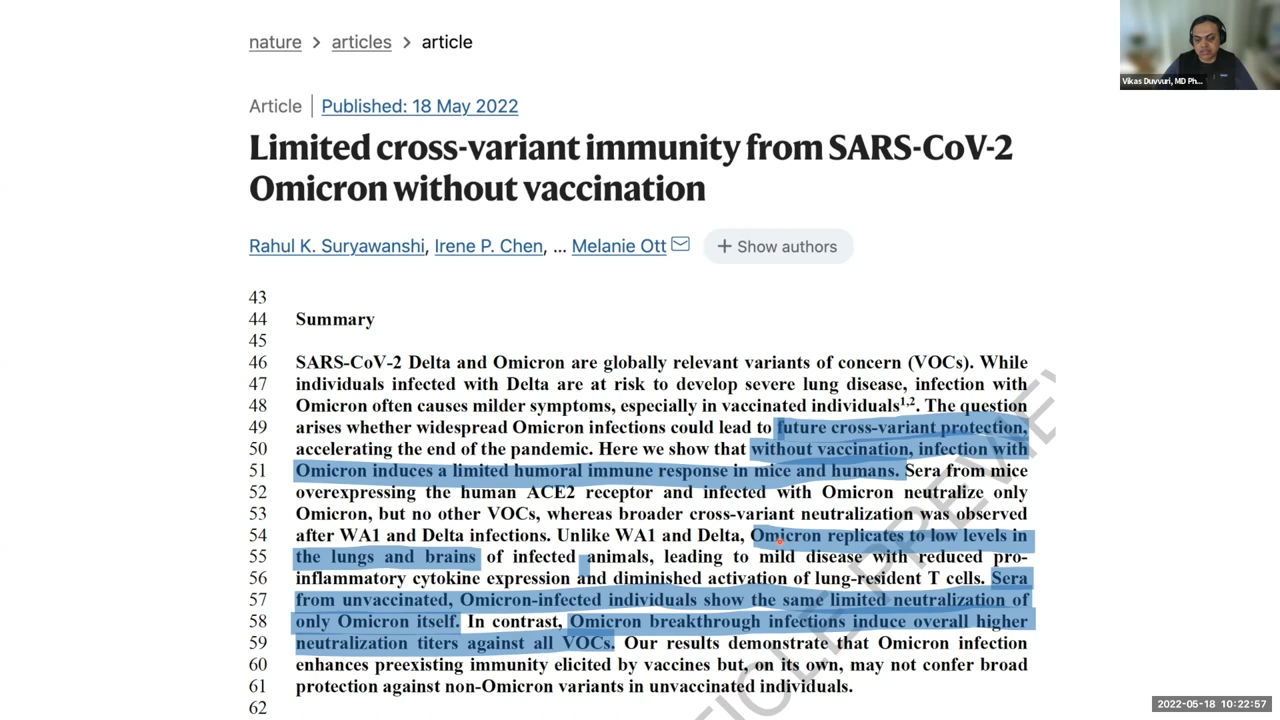 nature > articles > article
Vikas Duvvuri, MD Ph...
Article | Published: 18 May 2022
Limited cross-variant immunity from SARS-CoV-2
Omicron without vaccination
Rahul K. Suryawanshi, Irene P. Chen, ... Melanie Ott + Show authors
43
44 Summary
45
46 SARS-CoV-2 Delta and Omicron are globally relevant variants of concern (VOCs). While
47 individuals infected with Delta are at risk to develop severe lung disease, infection with
48 Omicron often causes milder symptoms, especially in vaccinated individuals1,2. The question
49 arises whether widespread Omicron infections could lead to future cross-variant protection,
50 accelerating the end of the pandemic. Here we show that without vaccination, infection with
51 Omicron induces a limited humoral immune response in mice and humans. Sera from mice
52 overexpressing the human ACE2 receptor and infected with Omicron neutralize only
53 Omicron, but no other VOCs, whereas broader cross-variant neutralization was observed
54 after WA1 and Delta infections. Unlike WA1 and Delta, Omicron replicates to low levels in
55 the lungs and brains of infected animals, leading to mild disease with reduced pro-
56 inflammatory cytokine expression and diminished activation of lung-resident T cells. Sera
57 from unvaccinated, Omicron-infected individuals show the same limited neutralization of
58 only Omicron itself. In contrast, Omicron breakthrough infections induce overall higher
59 neutralization titers against all VOCs. Our results demonstrate that Omicron infection
60 enhances preexisting immunity elicited by vaccines but, on its own, may not confer broad
61 protection against non-Omicron variants in unvaccinated individuals.
62
ARTICLE PREVIEW
2022-05-18 10:22:57